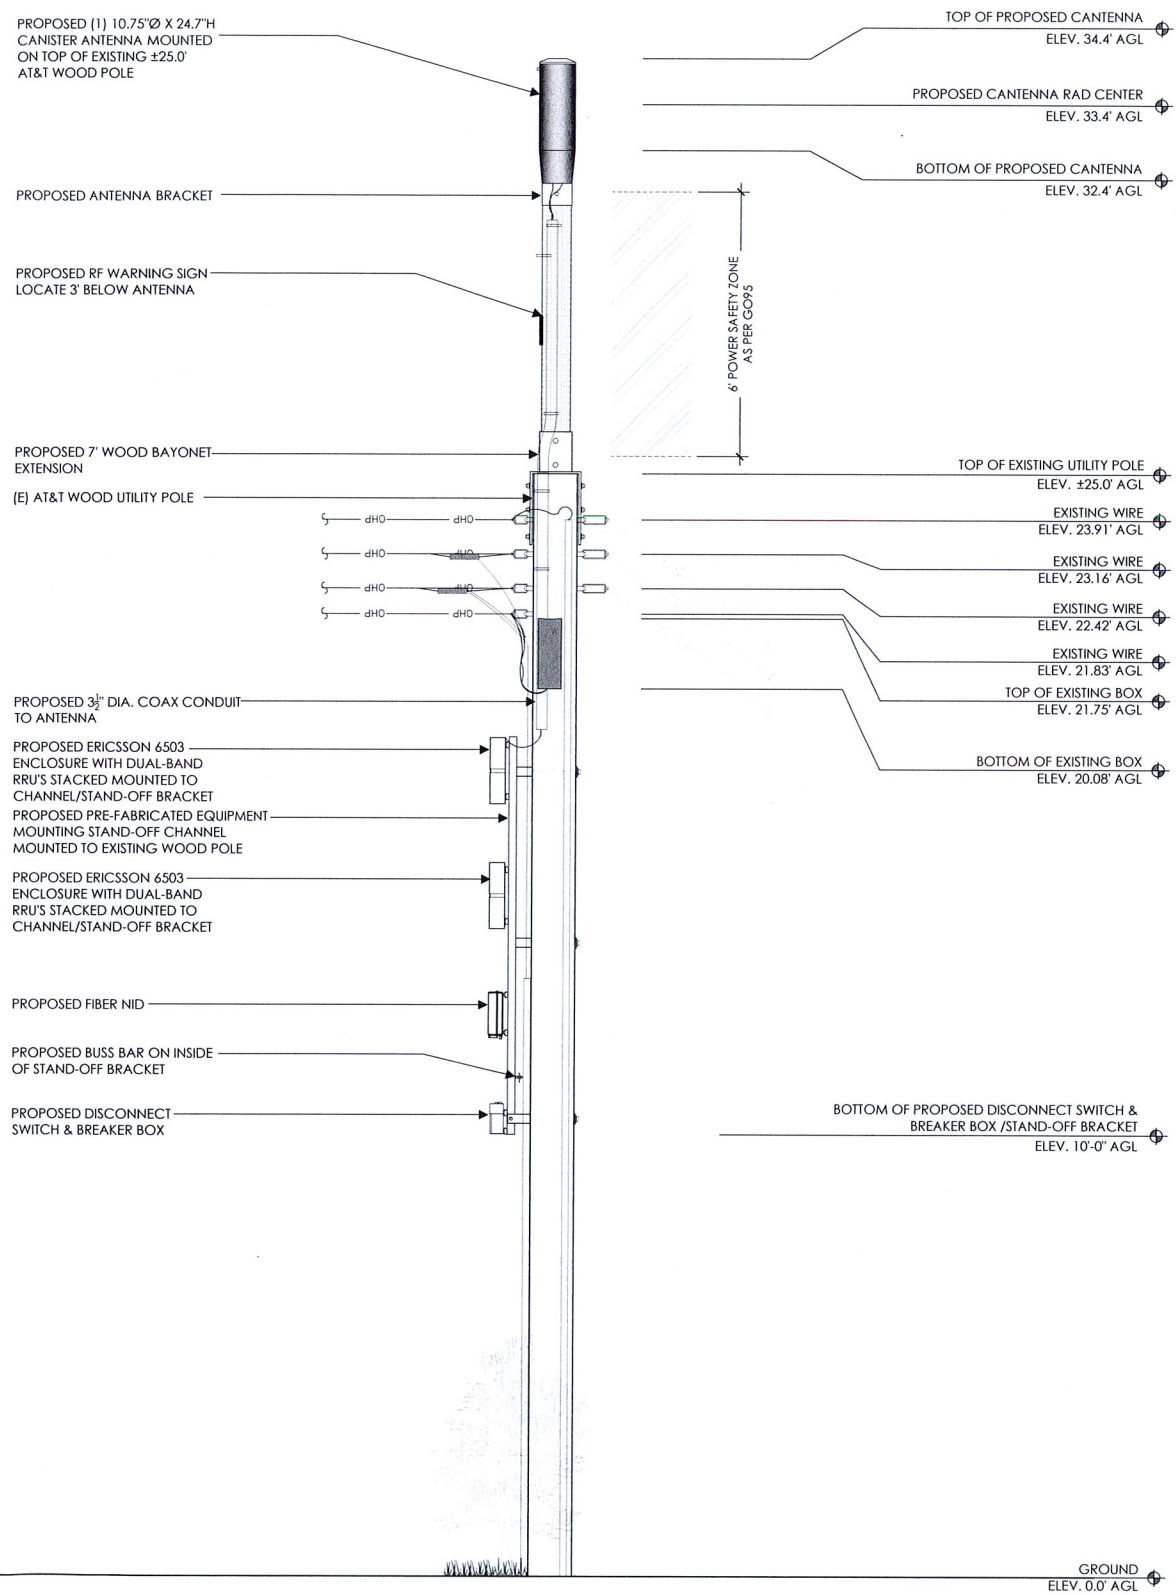 PROPOSED (1) 10.75"Ø X 24.7"H
CANISTER ANTENNA MOUNTED
ON TOP OF EXISTING ±25.0'
AT&T WOOD POLE
TOP OF PROPOSED CANTENNA
ELEV. 34.4' AGL
PROPOSED CANTENNA RAD CENTER
ELEV. 33.4' AGL
BOTTOM OF PROPOSED CANTENNA
ELEV. 32.4' AGL
PROPOSED ANTENNA BRACKET
PROPOSED RF WARNING SIGN
LOCATE 3' BELOW ANTENNA
6' POWER SAFETY ZONE
AS PER GO95
PROPOSED 7' WOOD BAYONET
EXTENSION
(E) AT&T WOOD UTILITY POLE
TOP OF EXISTING UTILITY POLE
ELEV. ±25.0' AGL
OHP OHP
EXISTING WIRE
ELEV. 23.91' AGL
OHP OHP
EXISTING WIRE
ELEV. 23.16' AGL
OHP OHP
EXISTING WIRE
ELEV. 22.42' AGL
OHP OHP
EXISTING WIRE
ELEV. 21.83' AGL
TOP OF EXISTING BOX
ELEV. 21.75' AGL
BOTTOM OF EXISTING BOX
ELEV. 20.08' AGL
PROPOSED 3½" DIA. COAX CONDUIT
TO ANTENNA
PROPOSED ERICSSON 6503
ENCLOSURE WITH DUAL-BAND
RRU'S STACKED MOUNTED TO
CHANNEL/STAND-OFF BRACKET
PROPOSED PRE-FABRICATED EQUIPMENT
MOUNTING STAND-OFF CHANNEL
MOUNTED TO EXISTING WOOD POLE
PROPOSED ERICSSON 6503
ENCLOSURE WITH DUAL-BAND
RRU'S STACKED MOUNTED TO
CHANNEL/STAND-OFF BRACKET
PROPOSED FIBER NID
PROPOSED BUSS BAR ON INSIDE
OF STAND-OFF BRACKET
PROPOSED DISCONNECT
SWITCH & BREAKER BOX
BOTTOM OF PROPOSED DISCONNECT SWITCH &
BREAKER BOX /STAND-OFF BRACKET
ELEV. 10'-0" AGL
GROUND
ELEV. 0.0' AGL